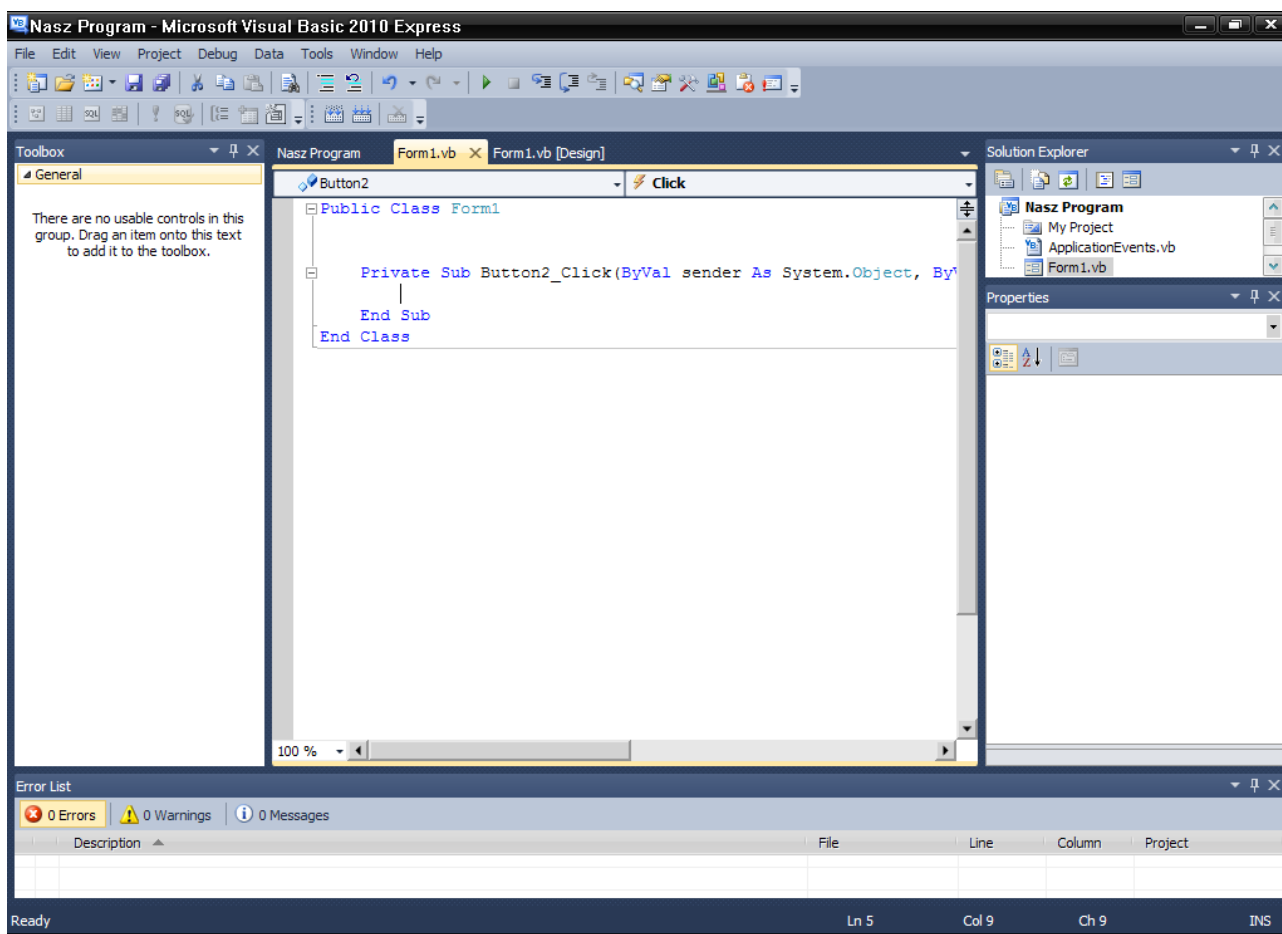 Nasz Program - Microsoft Visual Basic 2010 Express
File Edit View Project Debug Data Tools Window Help
Toolbox
General
There are no usable controls in this
group. Drag an item onto this text
to add it to the toolbox.
Nasz Program Form1.vb Form1.vb [Design]
Button2 Click
Public Class Form1
Private Sub Button2_Click(ByVal sender As System.Object, ByV
End Sub
End Class
100 %
Solution Explorer
Nasz Program
My Project
ApplicationEvents.vb
Form1.vb
Properties
Error List
0 Errors 0 Warnings 0 Messages
Description File Line Column Project
Ready Ln 5 Col 9 Ch 9 INS